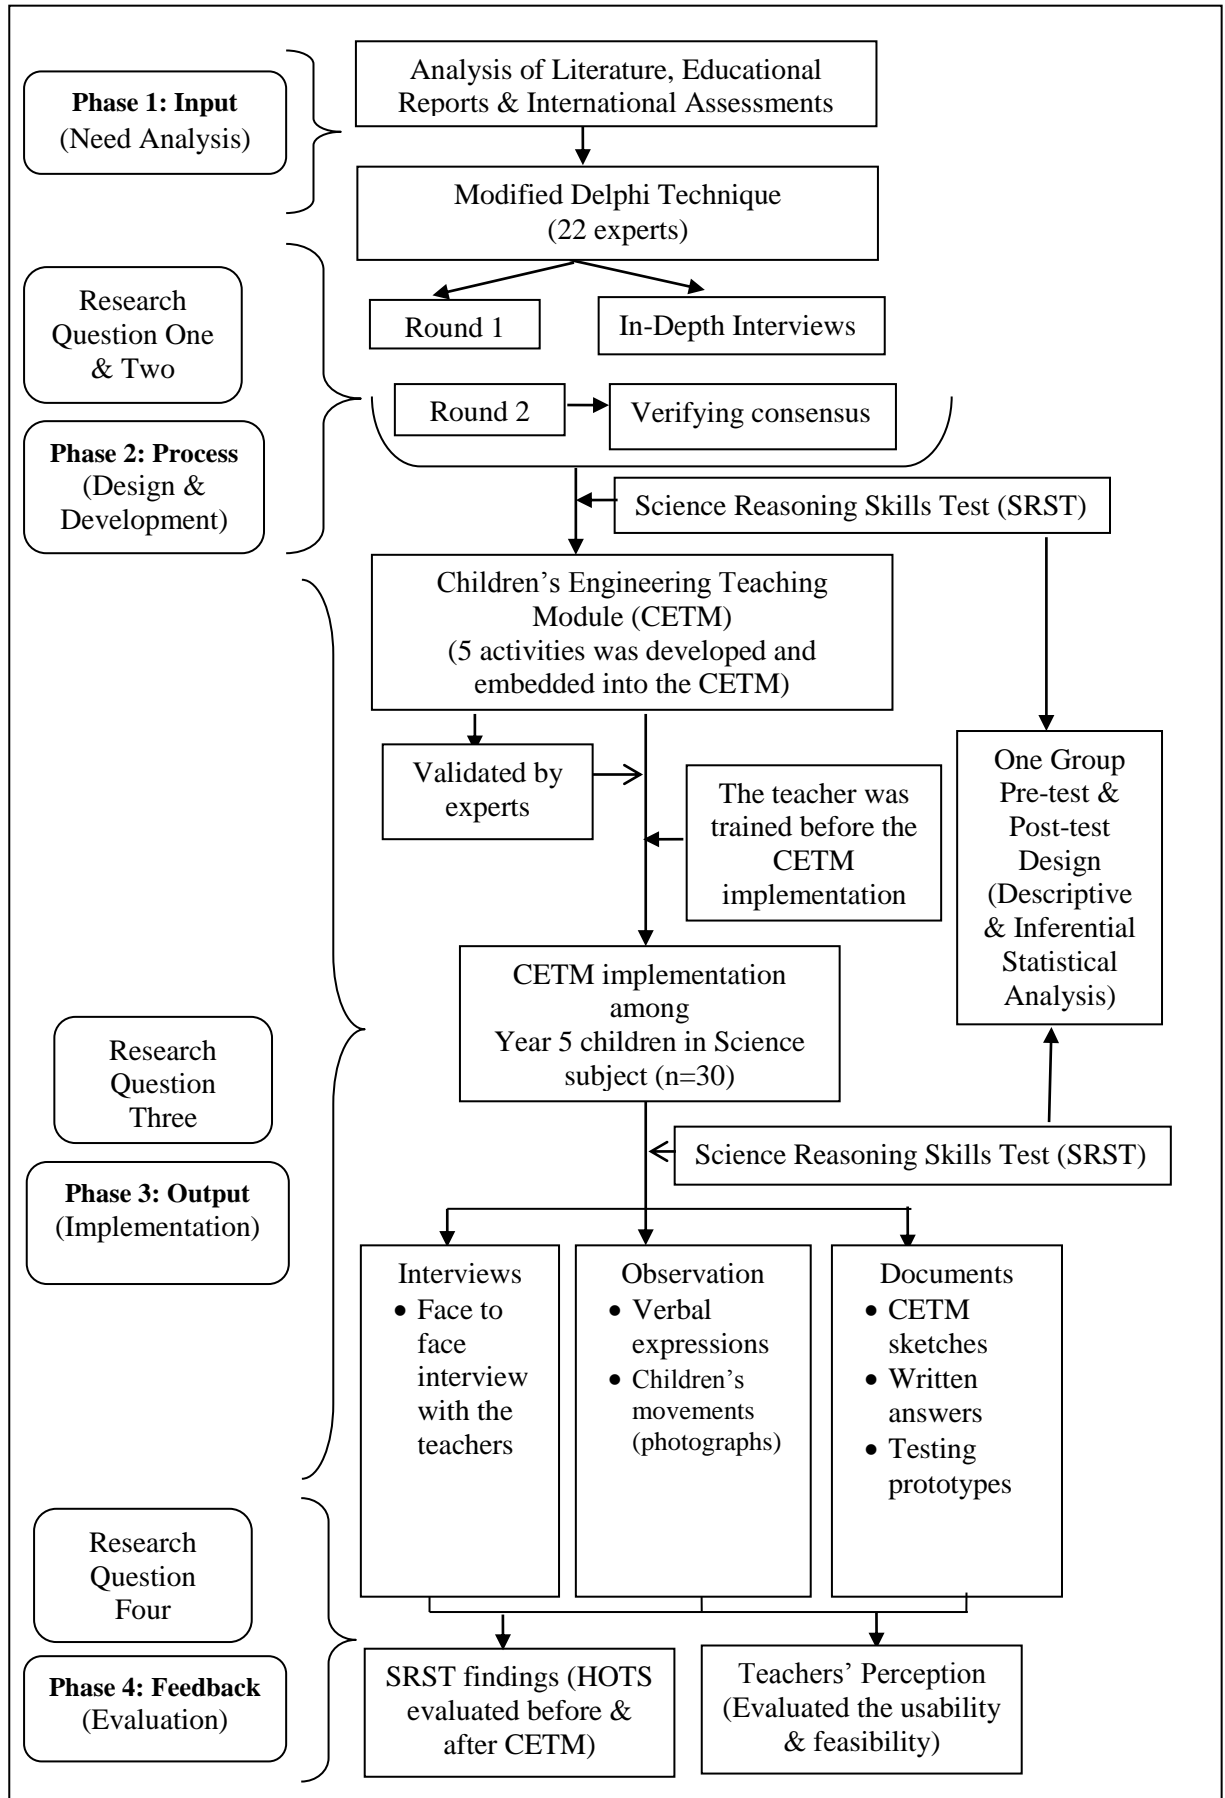 Phase 1: Input
(Need Analysis)
Analysis of Literature, Educational
Reports & International Assessments
Modified Delphi Technique
(22 experts)
Research
Question One
& Two
Round 1
In-Depth Interviews
Round 2
Verifying consensus
Phase 2: Process
(Design &
Development)
Science Reasoning Skills Test (SRST)
Children’s Engineering Teaching
Module (CETM)
(5 activities was developed and
embedded into the CETM)
Validated by
experts
The teacher was
trained before the
CETM
implementation
One Group
Pre-test &
Post-test
Design
(Descriptive
& Inferential
Statistical
Analysis)
CETM implementation
among
Year 5 children in Science
subject (n=30)
Research
Question
Three
Science Reasoning Skills Test (SRST)
Phase 3: Output
(Implementation)
Interviews
• Face to
face
interview
with the
teachers
Observation
• Verbal
expressions
• Children’s
movements
(photographs)
Documents
• CETM
sketches
• Written
answers
• Testing
prototypes
Research
Question
Four
Phase 4: Feedback
(Evaluation)
SRST findings (HOTS
evaluated before &
after CETM)
Teachers’ Perception
(Evaluated the usability
& feasibility)